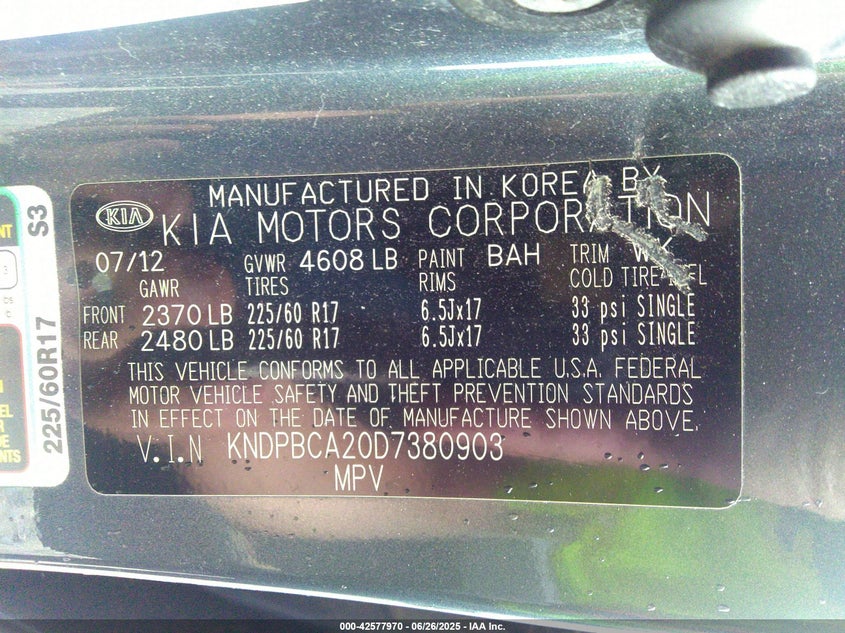 MANUFACTURED IN KOREA BY
KIA
KIA MOTORS CORPORATION
07/12 GVWR 4608 LB PAINT BAH TRIM WK
GAWR TIRES RIMS COLD TIRE INFL
FRONT 2370 LB 225/60 R17 6.5Jx17 33 psi SINGLE
REAR 2480 LB 225/60 R17 6.5Jx17 33 psi SINGLE
THIS VEHICLE CONFORMS TO ALL APPLICABLE U.S.A. FEDERAL
MOTOR VEHICLE SAFETY AND THEFT PREVENTION STANDARDS
IN EFFECT ON THE DATE OF MANUFACTURE SHOWN ABOVE.
V.I.N KNDPBCA20D7380903
MPV
225/60R17 S3
000-42577970 - 06/26/2025 - IAA Inc.